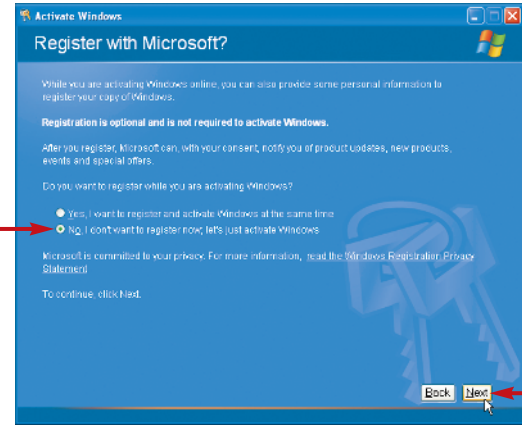 Activate Windows
Register with Microsoft?
While you are activating Windows online, you can also provide some personal information to
register your copy of Windows.
Registration is optional and is not required to activate Windows.
After you register, Microsoft can, with your consent, notify you of product updates, new products,
events and special offers.
Do you want to register while you are activating Windows?
Yes, I want to register and activate Windows at the same time
No, I don't want to register now; let's just activate Windows
Microsoft is committed to your privacy. For more information, read the Windows Registration Privacy
Statement
To continue, click Next.
Back Next